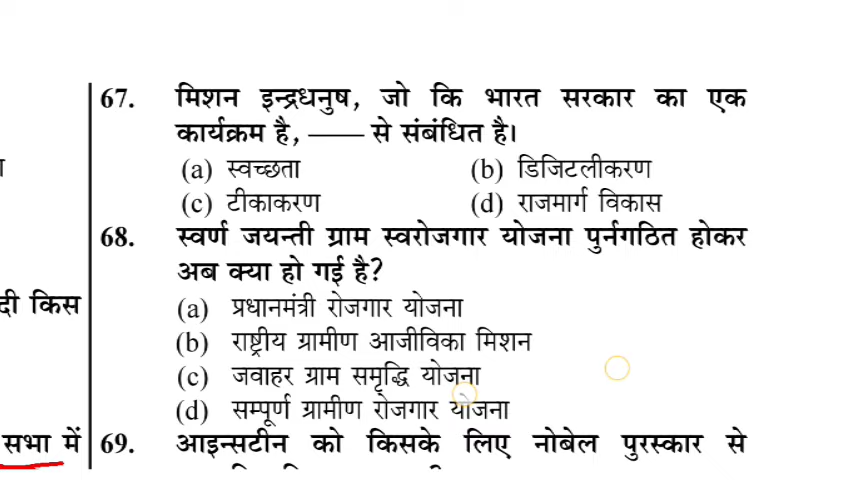 67. मिशन इन्द्रधनुष, जो कि भारत सरकार का एक
कार्यक्रम है, —— से संबंधित है।
(a) स्वच्छता (b) डिजिटलीकरण
(c) टीकाकरण (d) राजमार्ग विकास
68. स्वर्ण जयन्ती ग्राम स्वरोजगार योजना पुर्नगठित होकर
अब क्या हो गई है?
दी किस
(a) प्रधानमंत्री रोजगार योजना
(b) राष्ट्रीय ग्रामीण आजीविका मिशन
(c) जवाहर ग्राम समृद्धि योजना
(d) सम्पूर्ण ग्रामीण रोजगार योजना
सभा में
69. आइन्सटीन को किसके लिए नोबेल पुरस्कार से